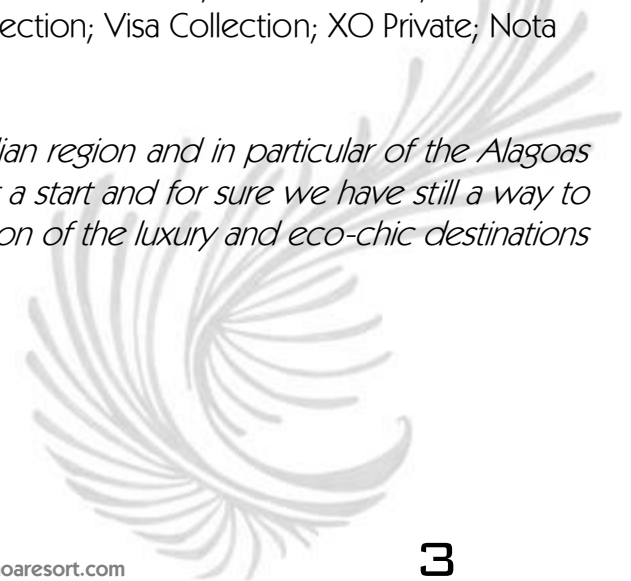 ection; Visa Collection; XO Private; Nota
lian region and in particular of the Alagoas
a start and for sure we have still a way to
on of the luxury and eco-chic destinations
oaresort.com
3